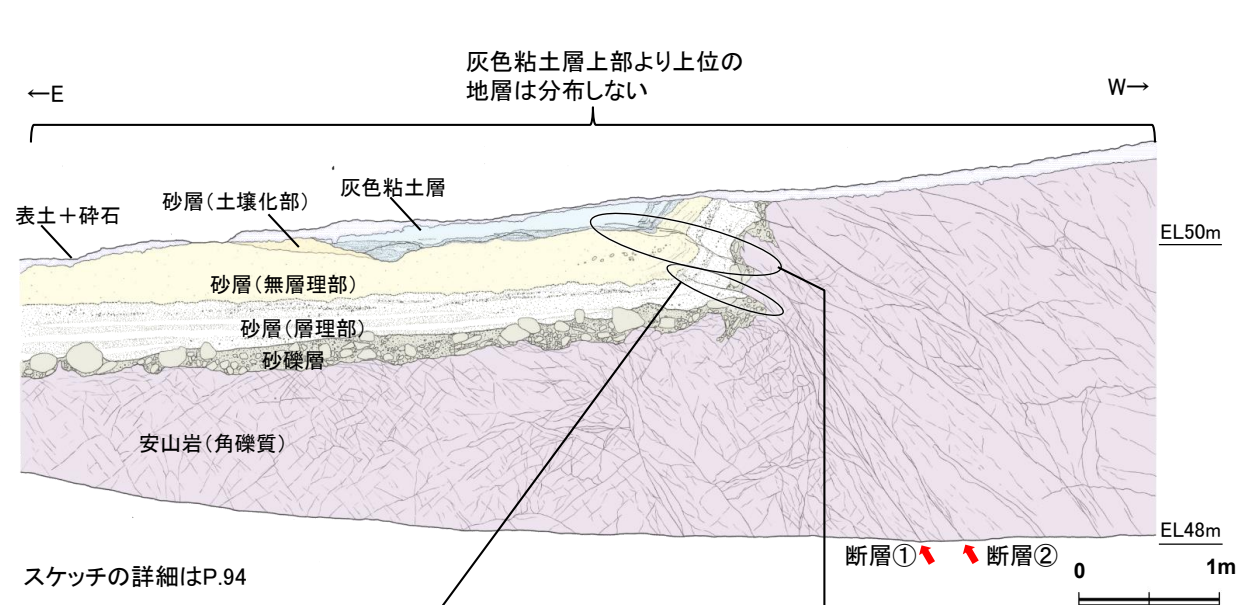 灰色粘土層上部より上位の
地層は分布しない
←E
W→
灰色粘土層
砂層(土壌化部)
表土+砕石
EL50m
砂層(無層理部)
砂層(層理部)
砂礫層
安山岩(角礫質)
EL48m
断層① 断層②
スケッチの詳細はP.94
0 1m